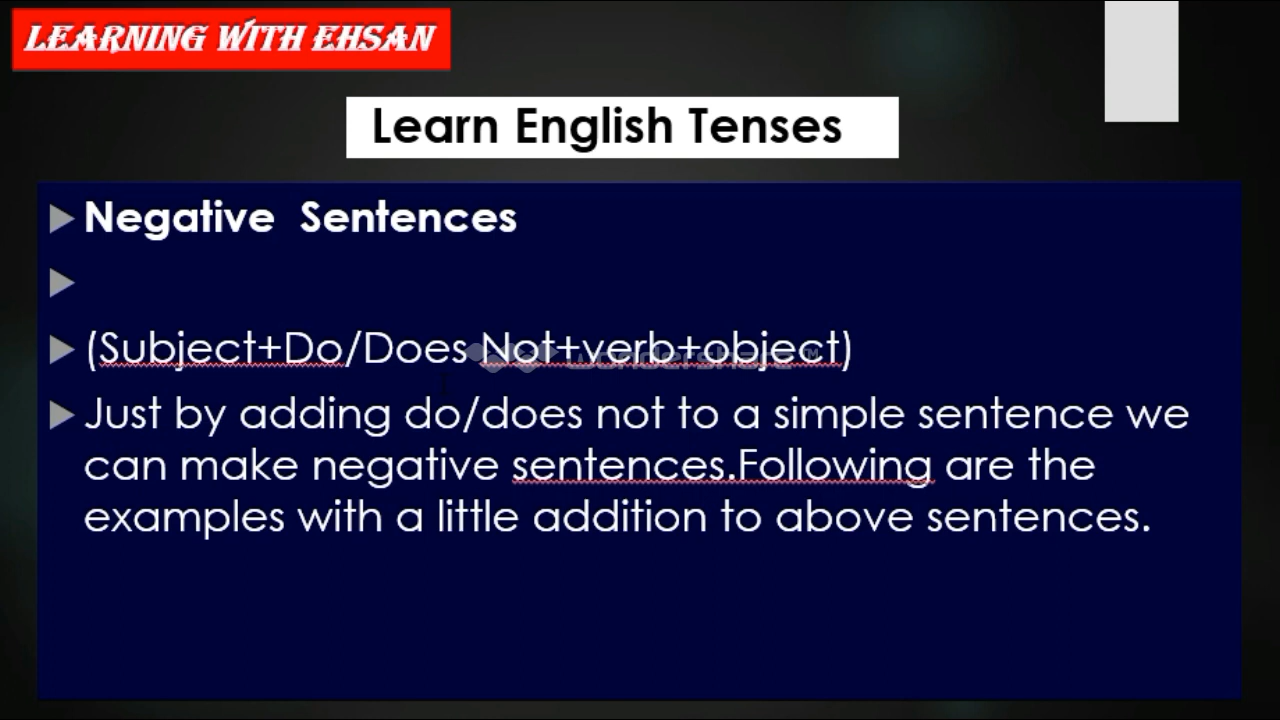 LEARNING WITH EHSAN
Learn English Tenses
Negative Sentences
(Subject+Do/Does Not+verb+object)
wondershare™
Just by adding do/does not to a simple sentence we
can make negative sentences.Following are the
examples with a little addition to above sentences.